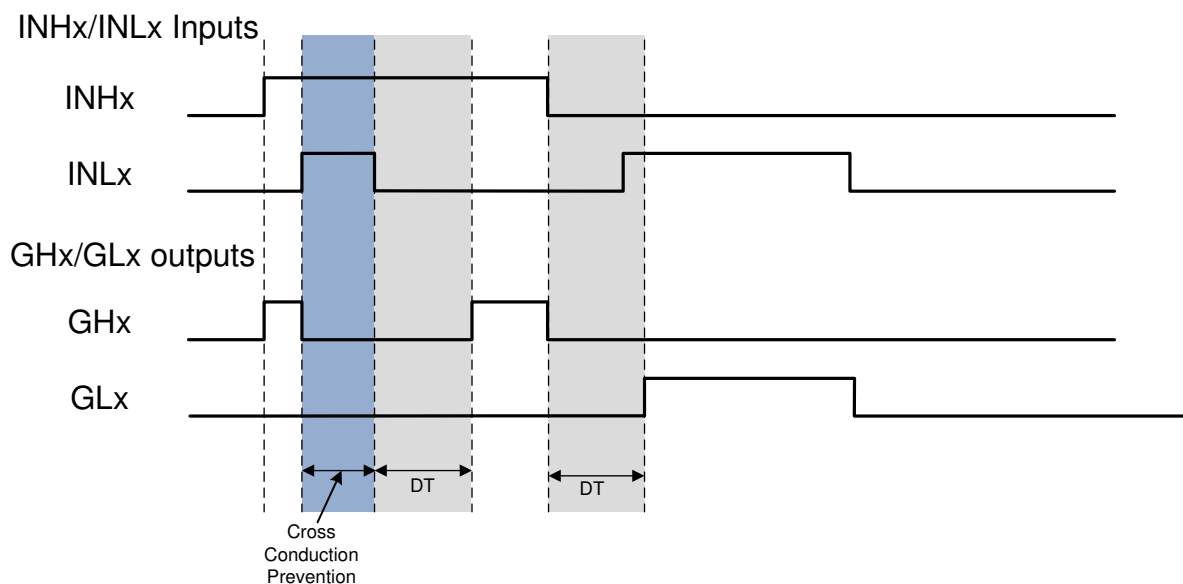 INHx/INLx Inputs
INHx
INLx
GHx/GLx outputs
GHx
GLx
DT
DT
Cross
Conduction
Prevention